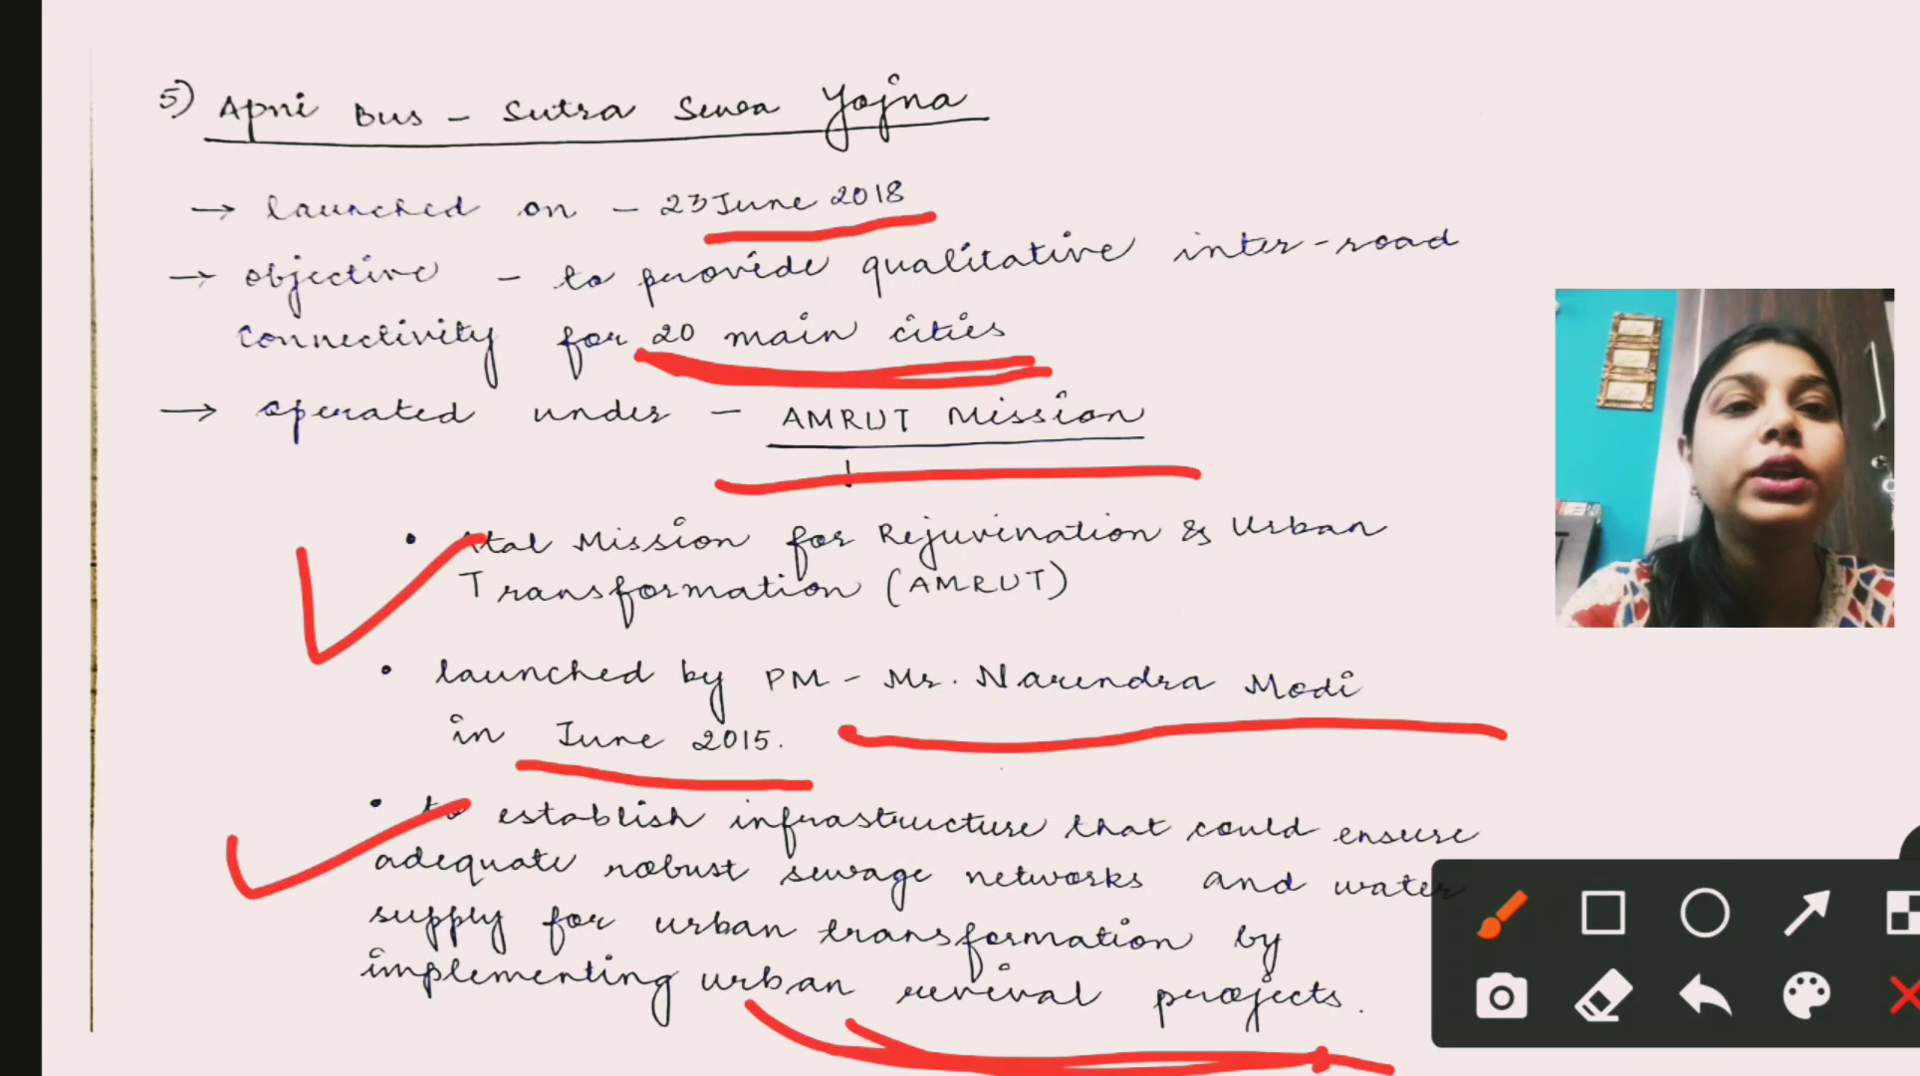 5) Apni Bus - Sutra Sewa Yojna
→ launched on - 23 June 2018
→ objective - to provide qualitative inter-road
connectivity for 20 main cities
→ operated under - AMRUT Mission
• Atal Mission for Rejuvination & Urban
Transformation (AMRUT)
• launched by PM - Mr. Narendra Modi
in June 2015.
• to establish infrastructure that could ensure
adequate robust sewage networks and water
supply for urban transformation by
implementing urban revival projects.